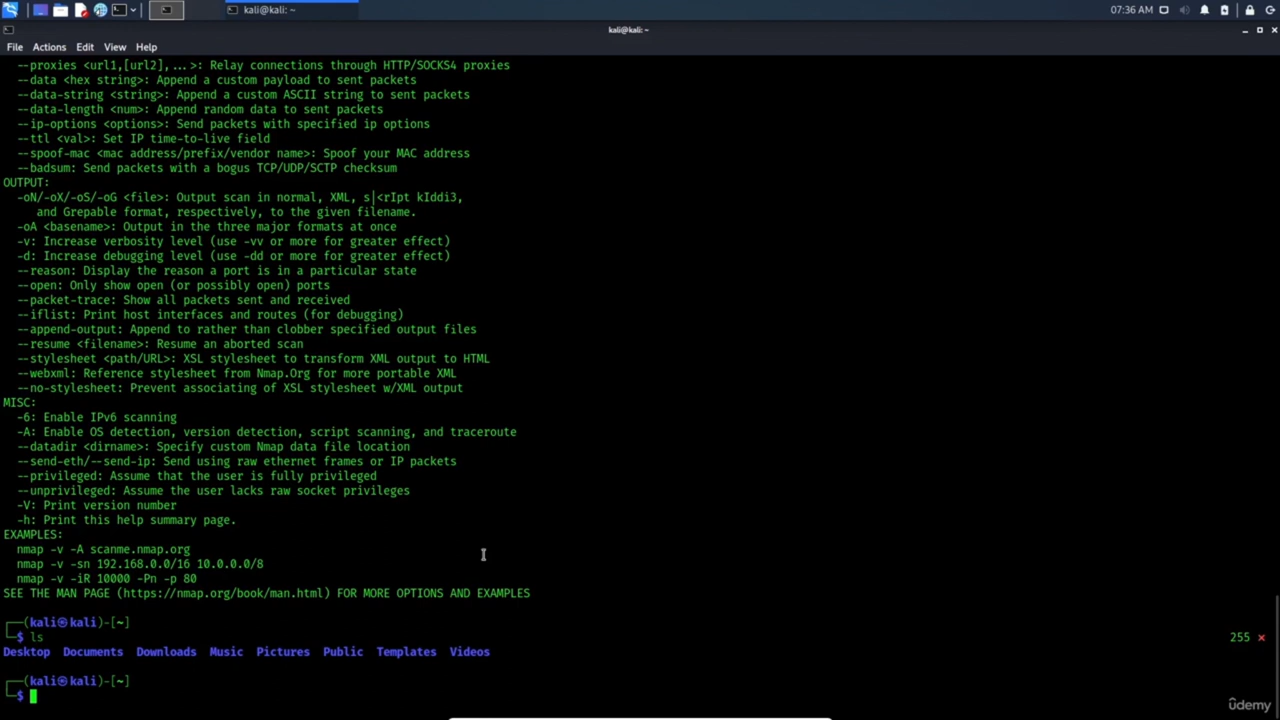 kali@kali: ~
07:36 AM
kali@kali:~
File Actions Edit View Help
--proxies <url1,[url2],...>: Relay connections through HTTP/SOCKS4 proxies
--data <hex string>: Append a custom payload to sent packets
--data-string <string>: Append a custom ASCII string to sent packets
--data-length <num>: Append random data to sent packets
--ip-options <options>: Send packets with specified ip options
--ttl <val>: Set IP time-to-live field
--spoof-mac <mac address/prefix/vendor name>: Spoof your MAC address
--badsum: Send packets with a bogus TCP/UDP/SCTP checksum
OUTPUT:
-oN/-oX/-oS/-oG <file>: Output scan in normal, XML, s|<rIpt kIddi3,
and Grepable format, respectively, to the given filename.
-oA <basename>: Output in the three major formats at once
-v: Increase verbosity level (use -vv or more for greater effect)
-d: Increase debugging level (use -dd or more for greater effect)
--reason: Display the reason a port is in a particular state
--open: Only show open (or possibly open) ports
--packet-trace: Show all packets sent and received
--iflist: Print host interfaces and routes (for debugging)
--append-output: Append to rather than clobber specified output files
--resume <filename>: Resume an aborted scan
--stylesheet <path/URL>: XSL stylesheet to transform XML output to HTML
--webxml: Reference stylesheet from Nmap.Org for more portable XML
--no-stylesheet: Prevent associating of XSL stylesheet w/XML output
MISC:
-6: Enable IPv6 scanning
-A: Enable OS detection, version detection, script scanning, and traceroute
--datadir <dirname>: Specify custom Nmap data file location
--send-eth/--send-ip: Send using raw ethernet frames or IP packets
--privileged: Assume that the user is fully privileged
--unprivileged: Assume the user lacks raw socket privileges
-V: Print version number
-h: Print this help summary page.
EXAMPLES:
nmap -v -A scanme.nmap.org
nmap -v -sn 192.168.0.0/16 10.0.0.0/8
nmap -v -iR 10000 -Pn -p 80
SEE THE MAN PAGE (https://nmap.org/book/man.html) FOR MORE OPTIONS AND EXAMPLES
┌──(kali㉿kali)-[~]
└─$ ls
255 ⨯
Desktop Documents Downloads Music Pictures Public Templates Videos
┌──(kali㉿kali)-[~]
└─$
ûdemy